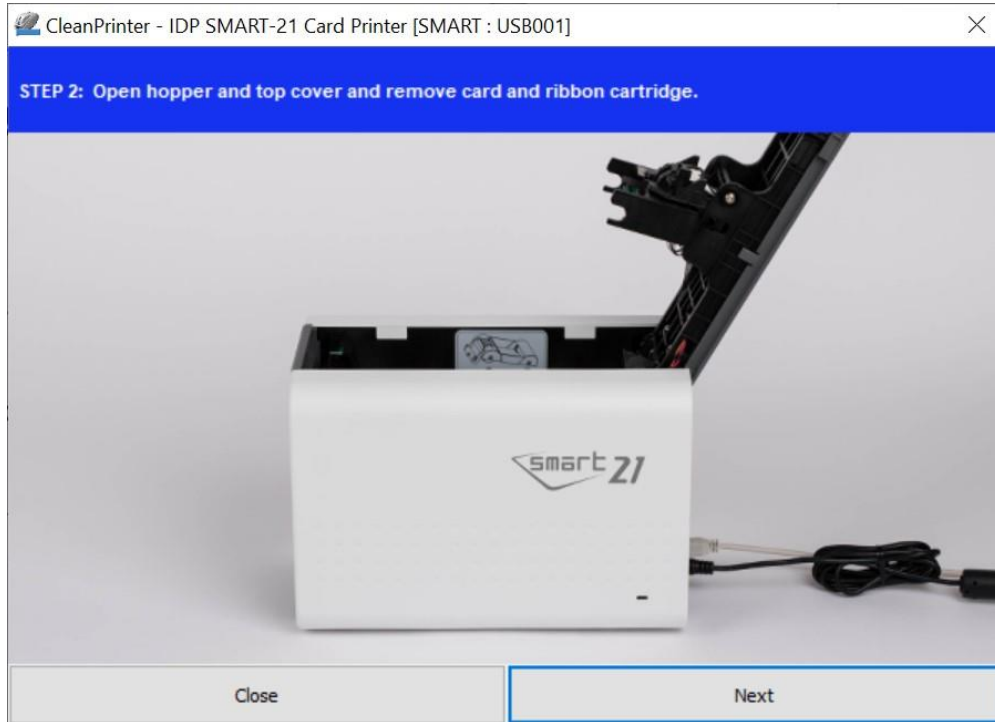 CleanPrinter - IDP SMART-21 Card Printer [SMART : USB001]
STEP 2: Open hopper and top cover and remove card and ribbon cartridge.
smart 21
Close
Next